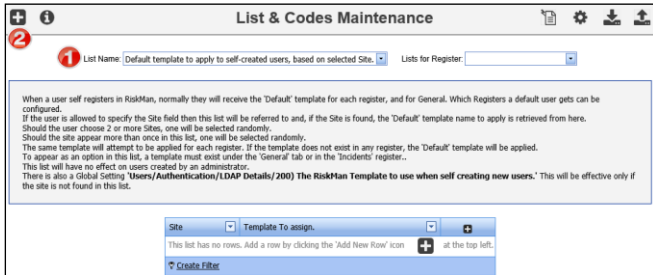 List & Codes Maintenance
2
1 List Name: Default template to apply to self-created users, based on selected Site. Lists for Register:
When a user self registers in RiskMan, normally they will receive the 'Default' template for each register, and for General. Which Registers a default user gets can be
configured.
If the user is allowed to specify the Site field then this list will be referred to and, if the Site is found, the 'Default' template name to apply is retrieved from here.
Should the user choose 2 or more Sites, one will be selected randomly.
Should the site appear more than once in this list, one will be selected randomly.
The same template will attempt to be applied for each register. If the template does not exist in any register, the 'Default' template will be applied.
To appear as an option in this list, a template must exist under the 'General' tab or in the 'Incidents' register..
This list will have no effect on users created by an administrator.
There is also a Global Setting 'Users/Authentication/LDAP Details/200) The RiskMan Template to use when self creating new users.' This will be effective only if
the site is not found in this list.
Site Template To assign.
This list has no rows. Add a row by clicking the 'Add New Row' icon at the top left.
Create Filter